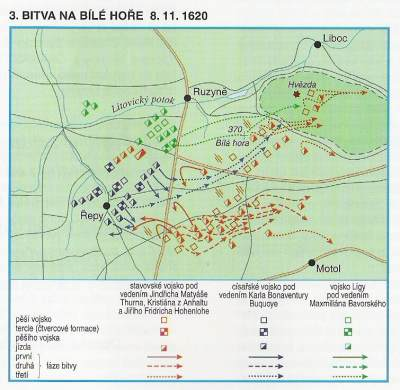 3. BITVA NA BÍLÉ HOŘE 8. 11. 1620
Liboc
Ruzyně
Hvězda
Litovický potok
370
Bílá hora
Řepy
Motol
stavovské vojsko pod
vedením Jindřicha Matyáše
Thurna, Kristiána z Anhaltu
a Jiřího Fridricha Hohenlohe
císařské vojsko pod
vedením Karla Bonaventury
Buquoye
vojsko Ligy
pod vedením
Maxmiliána Bavorského
pěší vojsko
tercie (čtvercové formace)
pěšího vojska
jízda
první
druhá fáze bitvy
třetí